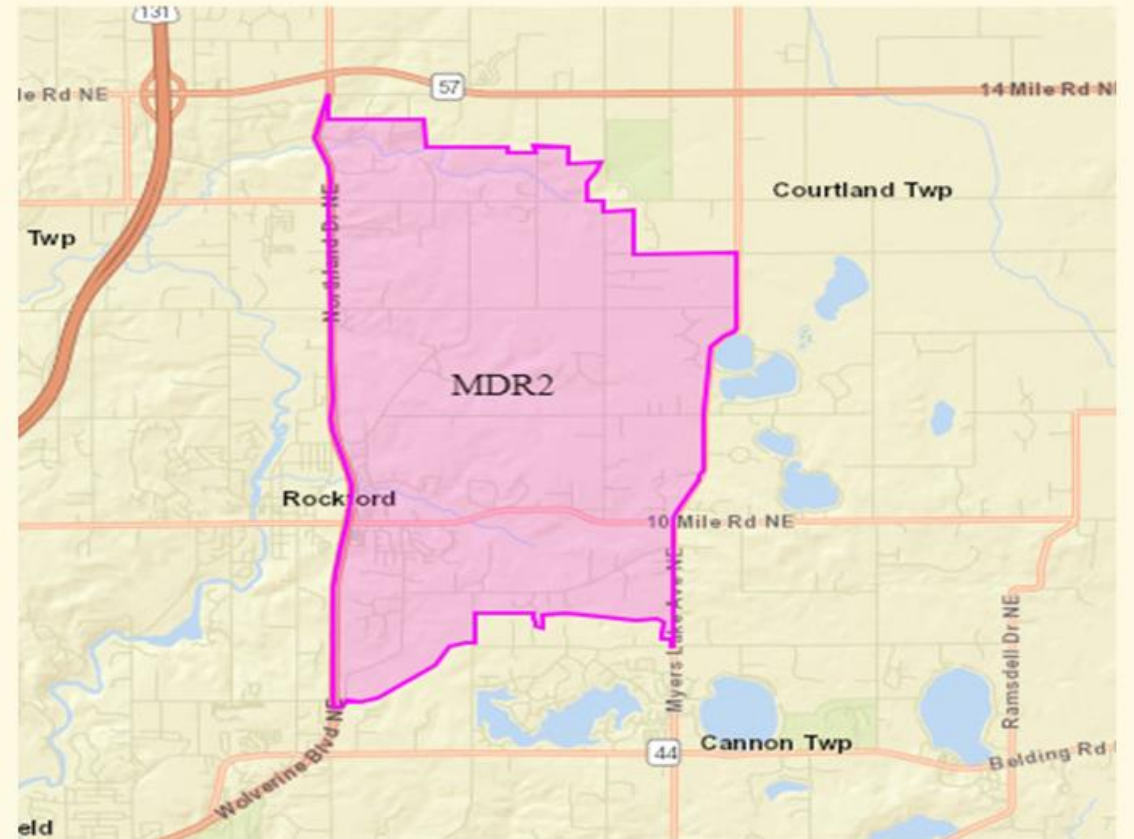 131
le Rd NE
57
14 Mile Rd N
Northland Dr NE
Courtland Twp
Twp
MDR2
Rockford
10 Mile Rd NE
Myers Lake Ave NE
Ramsdell Dr NE
Wolverine Blvd NE
44
Cannon Twp
Belding Rd
eld